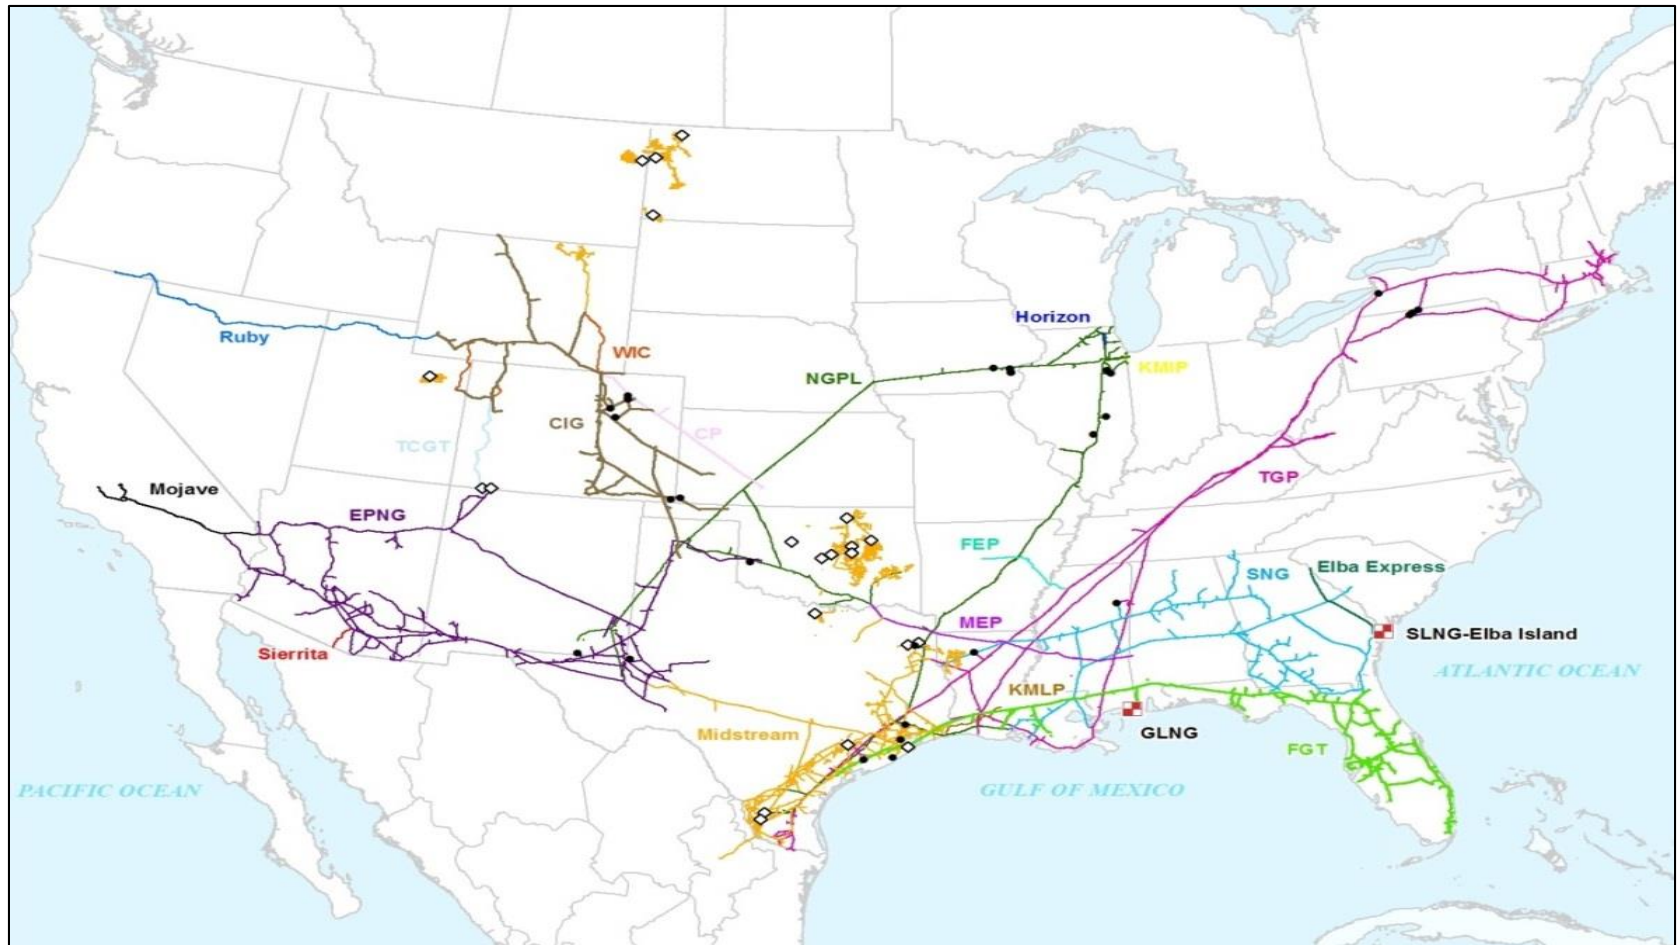 Horizon
Ruby
WIC
KMIP
NGPL
CIG
CP
TCGT
TGP
Mojave
EPNG
FEP
Elba Express
SNG
MEP
SLNG-Elba Island
Sierrita
ATLANTIC OCEAN
KMLP
Midstream
GLNG
FGT
PACIFIC OCEAN
GULF OF MEXICO